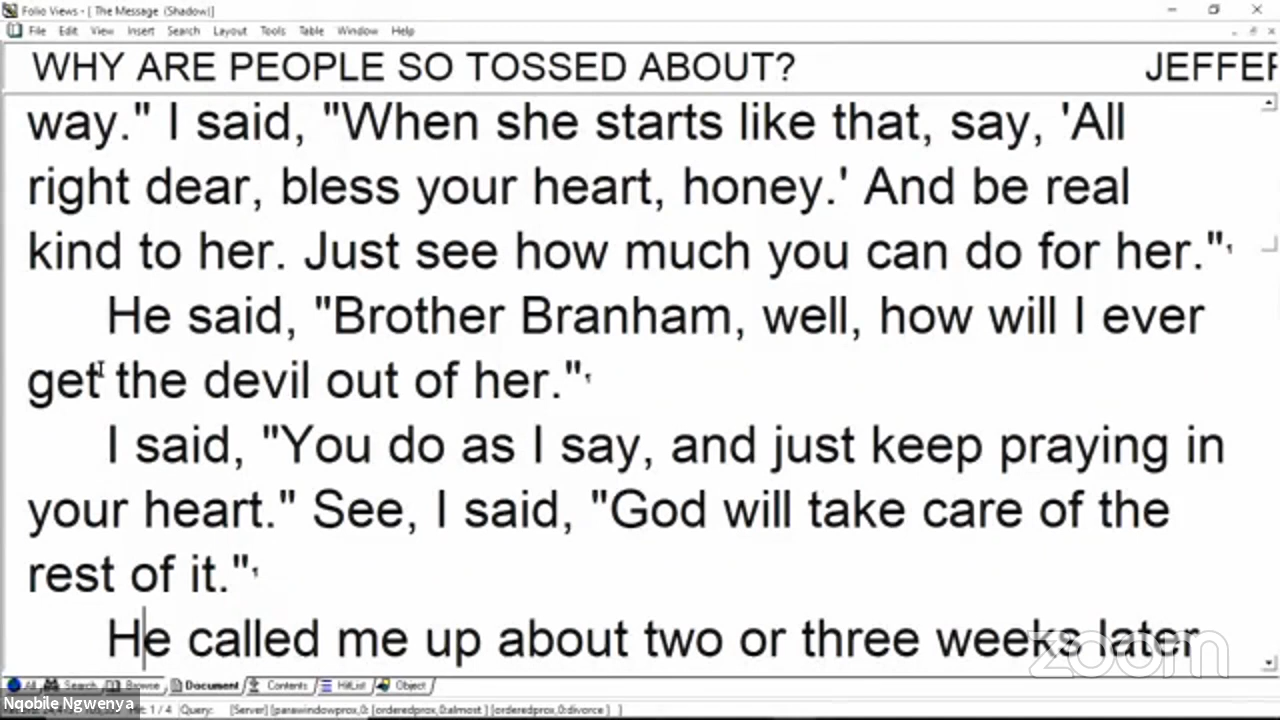 Folio Views - [ The Message (Shadow)]
File Edit View Insert Search Layout Tools Table Window Help
WHY ARE PEOPLE SO TOSSED ABOUT? JEFFER
way." I said, "When she starts like that, say, 'All
right dear, bless your heart, honey.' And be real
kind to her. Just see how much you can do for her."
He said, "Brother Branham, well, how will I ever
get the devil out of her."
I said, "You do as I say, and just keep praying in
your heart." See, I said, "God will take care of the
rest of it."
He called me up about two or three weeks later
zoom
All Search Browse Document Contents HitList Object
Nqobile Ngwenya
1 / 4 Query: [Server] [parawindowprox,0: [orderedprox,0:almost ] [orderedprox,0:divorce ] ]